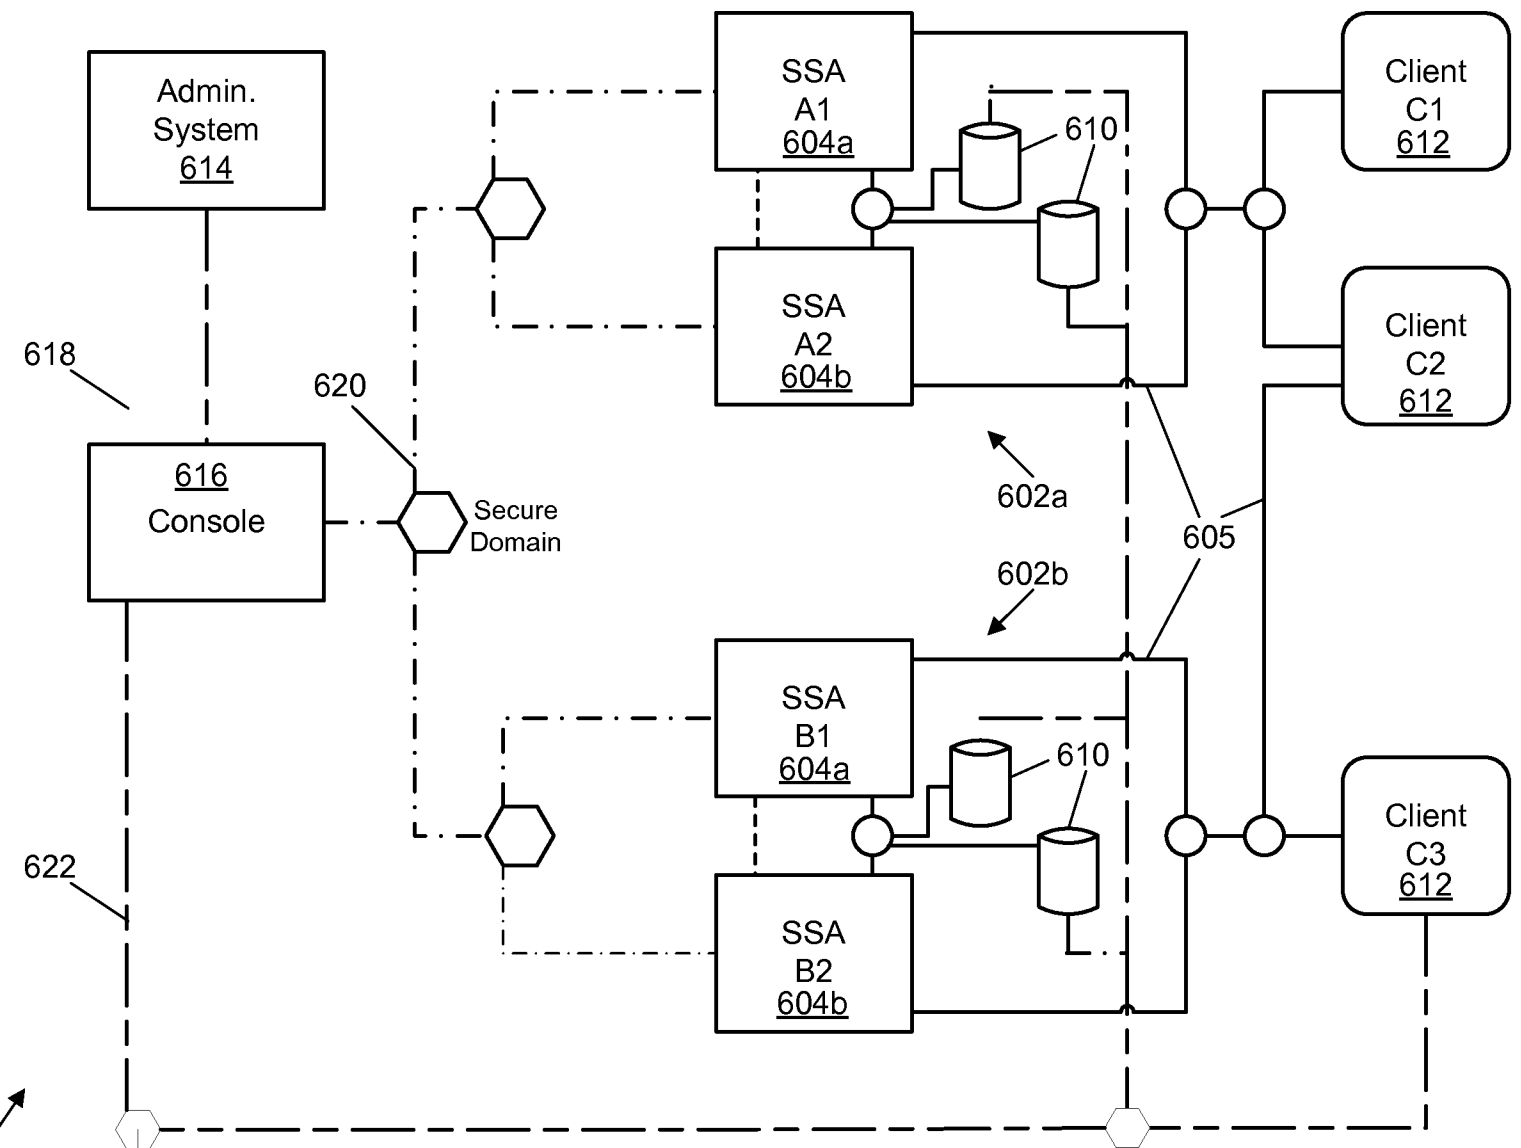 Admin.
System
614
618
620
616
Console
Secure
Domain
622
SSA
A1
604a
SSA
A2
604b
610
602a
602b
605
SSA
B1
604a
SSA
B2
604b
610
Client
C1
612
Client
C2
612
Client
C3
612